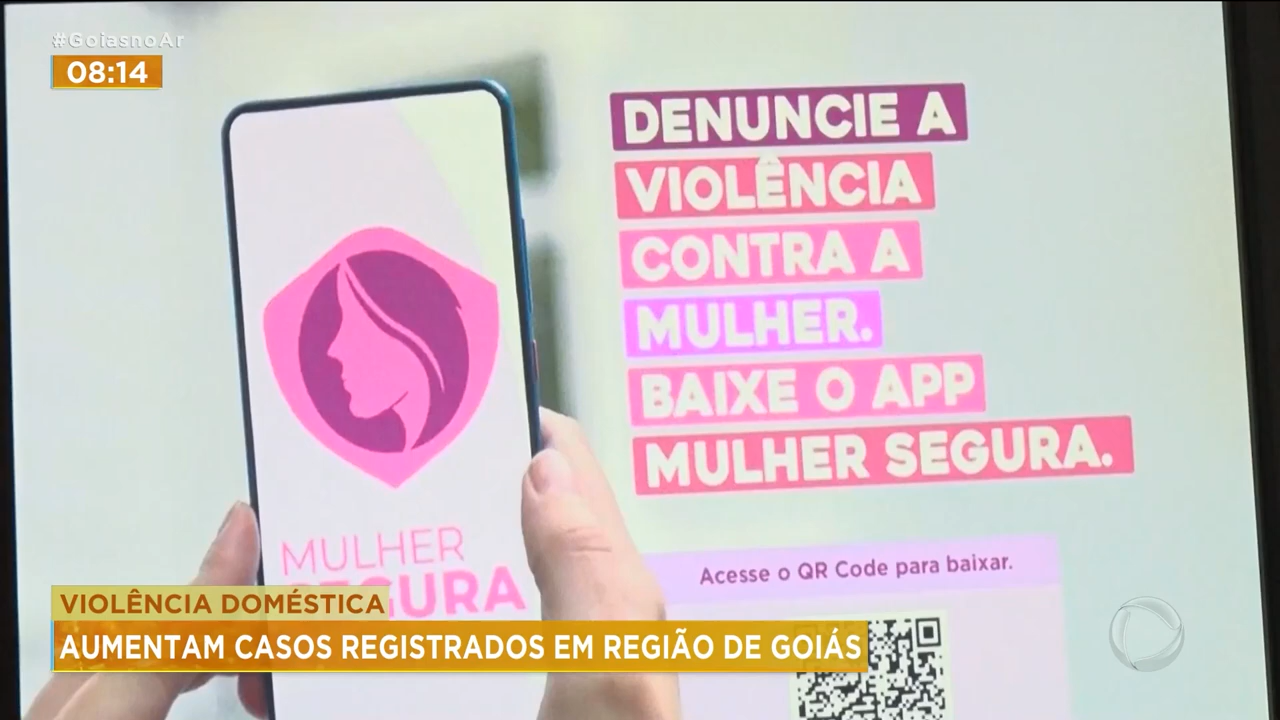 #GoiasnoAr
08:14
DENUNCIE A
VIOLÊNCIA
CONTRA A
MULHER.
BAIXE O APP
MULHER SEGURA.
MULHER
SEGURA
Acesse o QR Code para baixar.
VIOLÊNCIA DOMÉSTICA
AUMENTAM CASOS REGISTRADOS EM REGIÃO DE GOIÁS